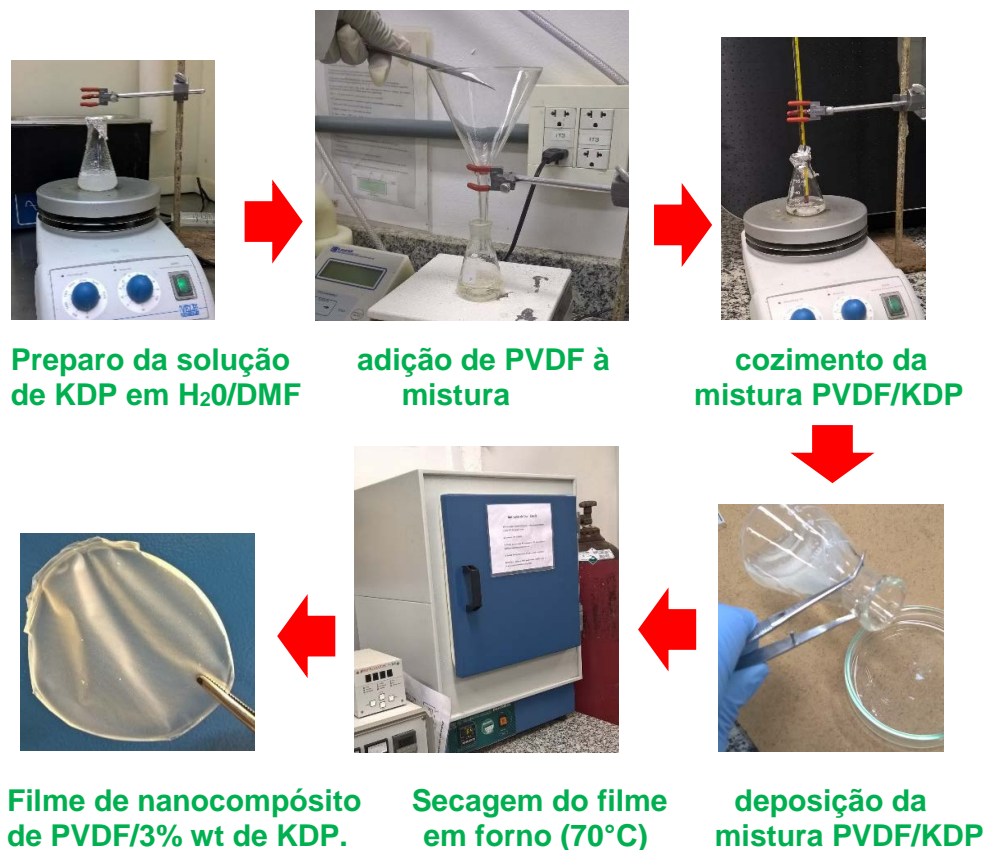 Preparo da solução
de KDP em H₂0/DMF
adição de PVDF à
mistura
cozimento da
mistura PVDF/KDP
deposição da
mistura PVDF/KDP
Secagem do filme
em forno (70°C)
Filme de nanocompósito
de PVDF/3% wt de KDP.